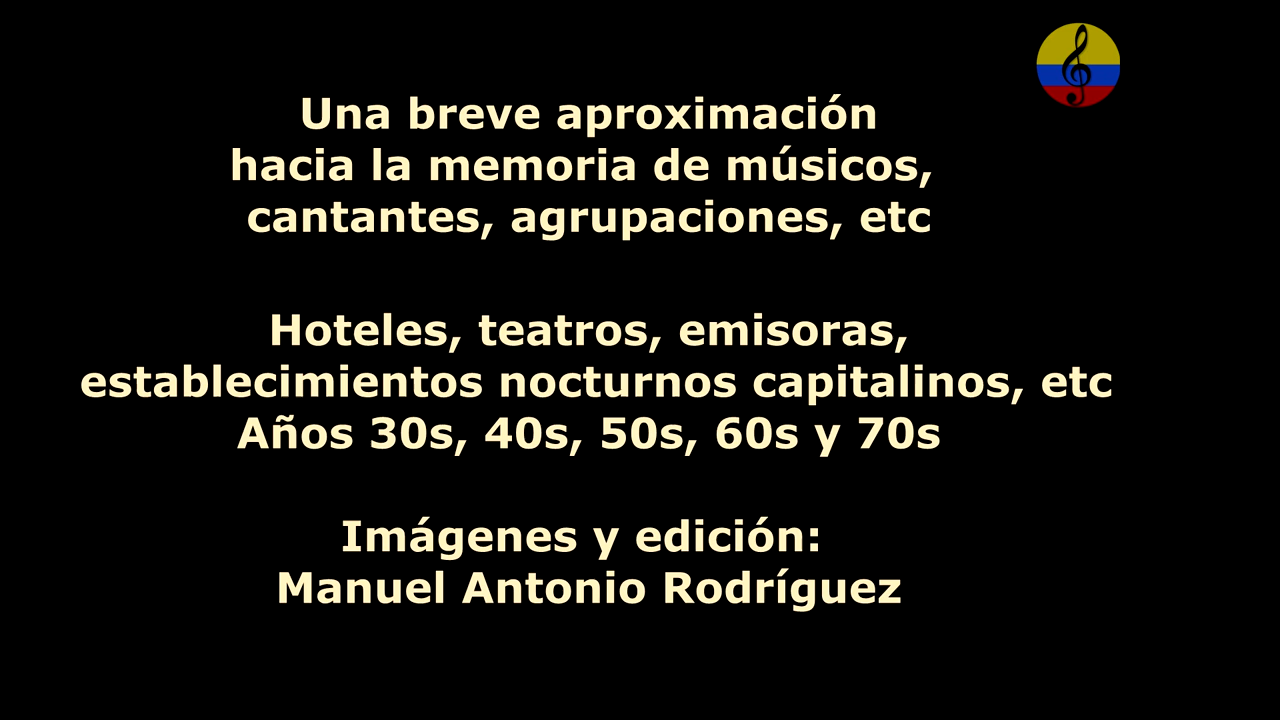 Una breve aproximación
hacia la memoria de músicos,
cantantes, agrupaciones, etc
Hoteles, teatros, emisoras,
establecimientos nocturnos capitalinos, etc
Años 30s, 40s, 50s, 60s y 70s
Imágenes y edición:
Manuel Antonio Rodríguez